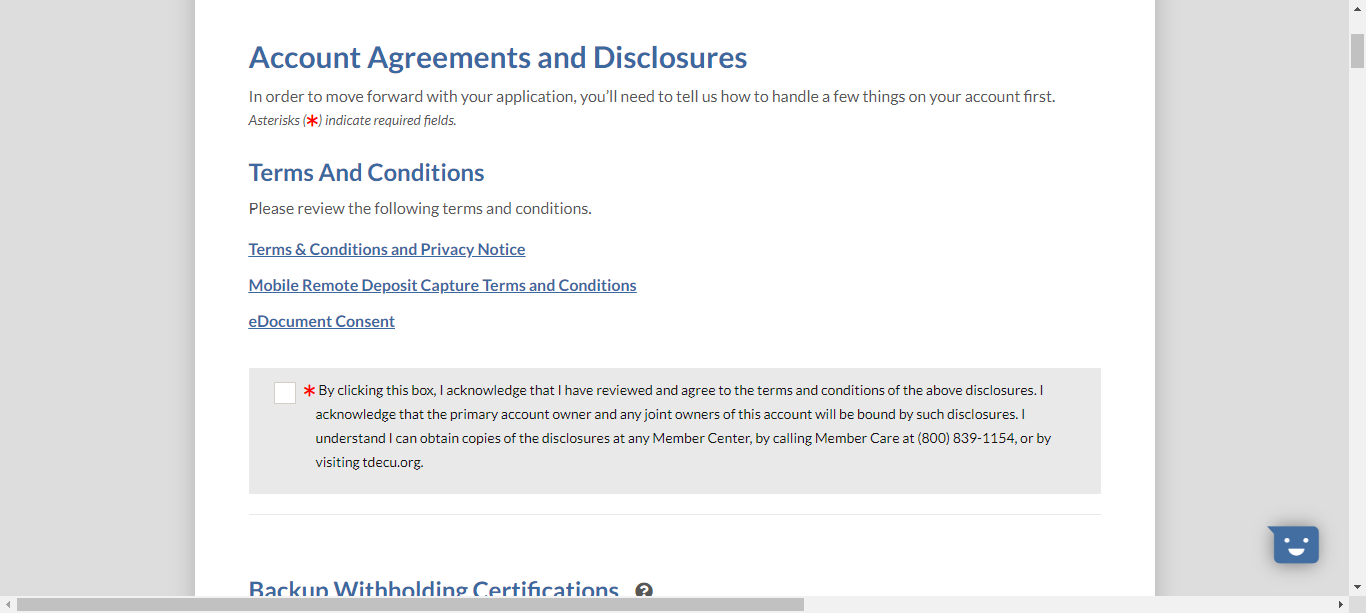 Account Agreements and Disclosures
In order to move forward with your application, you’ll need to tell us how to handle a few things on your account first.
Asterisks (*) indicate required fields.
Terms And Conditions
Please review the following terms and conditions.
Terms & Conditions and Privacy Notice
Mobile Remote Deposit Capture Terms and Conditions
eDocument Consent
* By clicking this box, I acknowledge that I have reviewed and agree to the terms and conditions of the above disclosures. I
acknowledge that the primary account owner and any joint owners of this account will be bound by such disclosures. I
understand I can obtain copies of the disclosures at any Member Center, by calling Member Care at (800) 839-1154, or by
visiting tdecu.org.
Backup Withholding Certifications ?